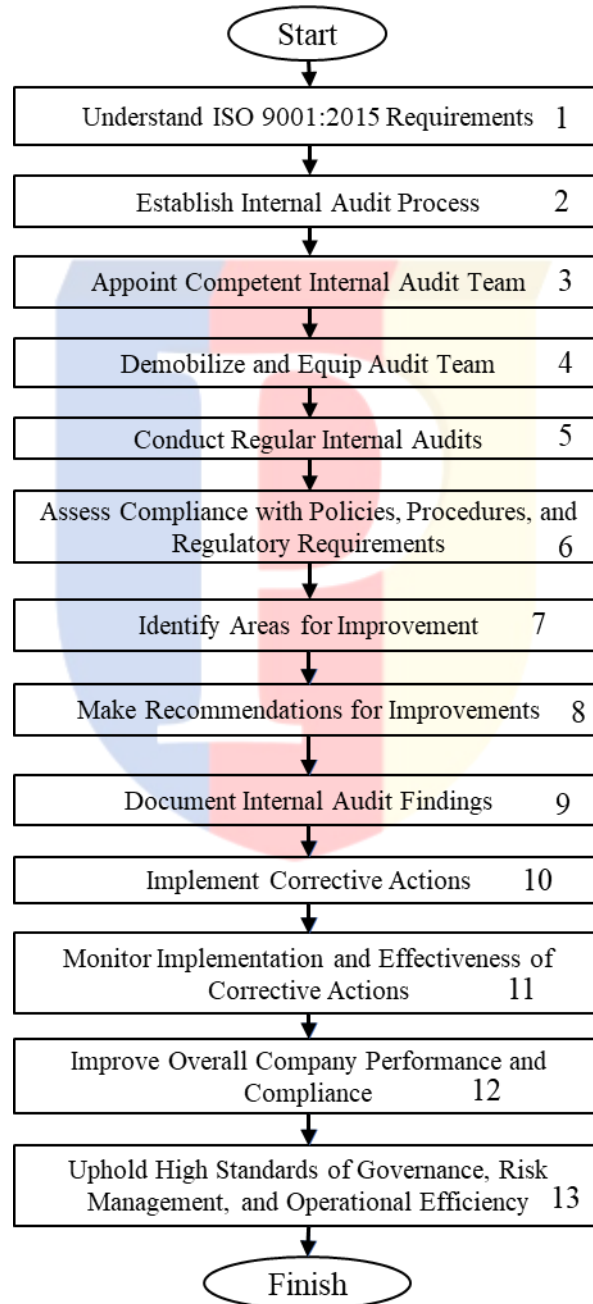 Start
Understand ISO 9001:2015 Requirements 1
Establish Internal Audit Process 2
Appoint Competent Internal Audit Team 3
Demobilize and Equip Audit Team 4
Conduct Regular Internal Audits 5
Assess Compliance with Policies, Procedures, and
Regulatory Requirements 6
Identify Areas for Improvement 7
Make Recommendations for Improvements 8
Document Internal Audit Findings 9
Implement Corrective Actions 10
Monitor Implementation and Effectiveness of
Corrective Actions 11
Improve Overall Company Performance and
Compliance 12
Uphold High Standards of Governance, Risk
Management, and Operational Efficiency 13
Finish
P